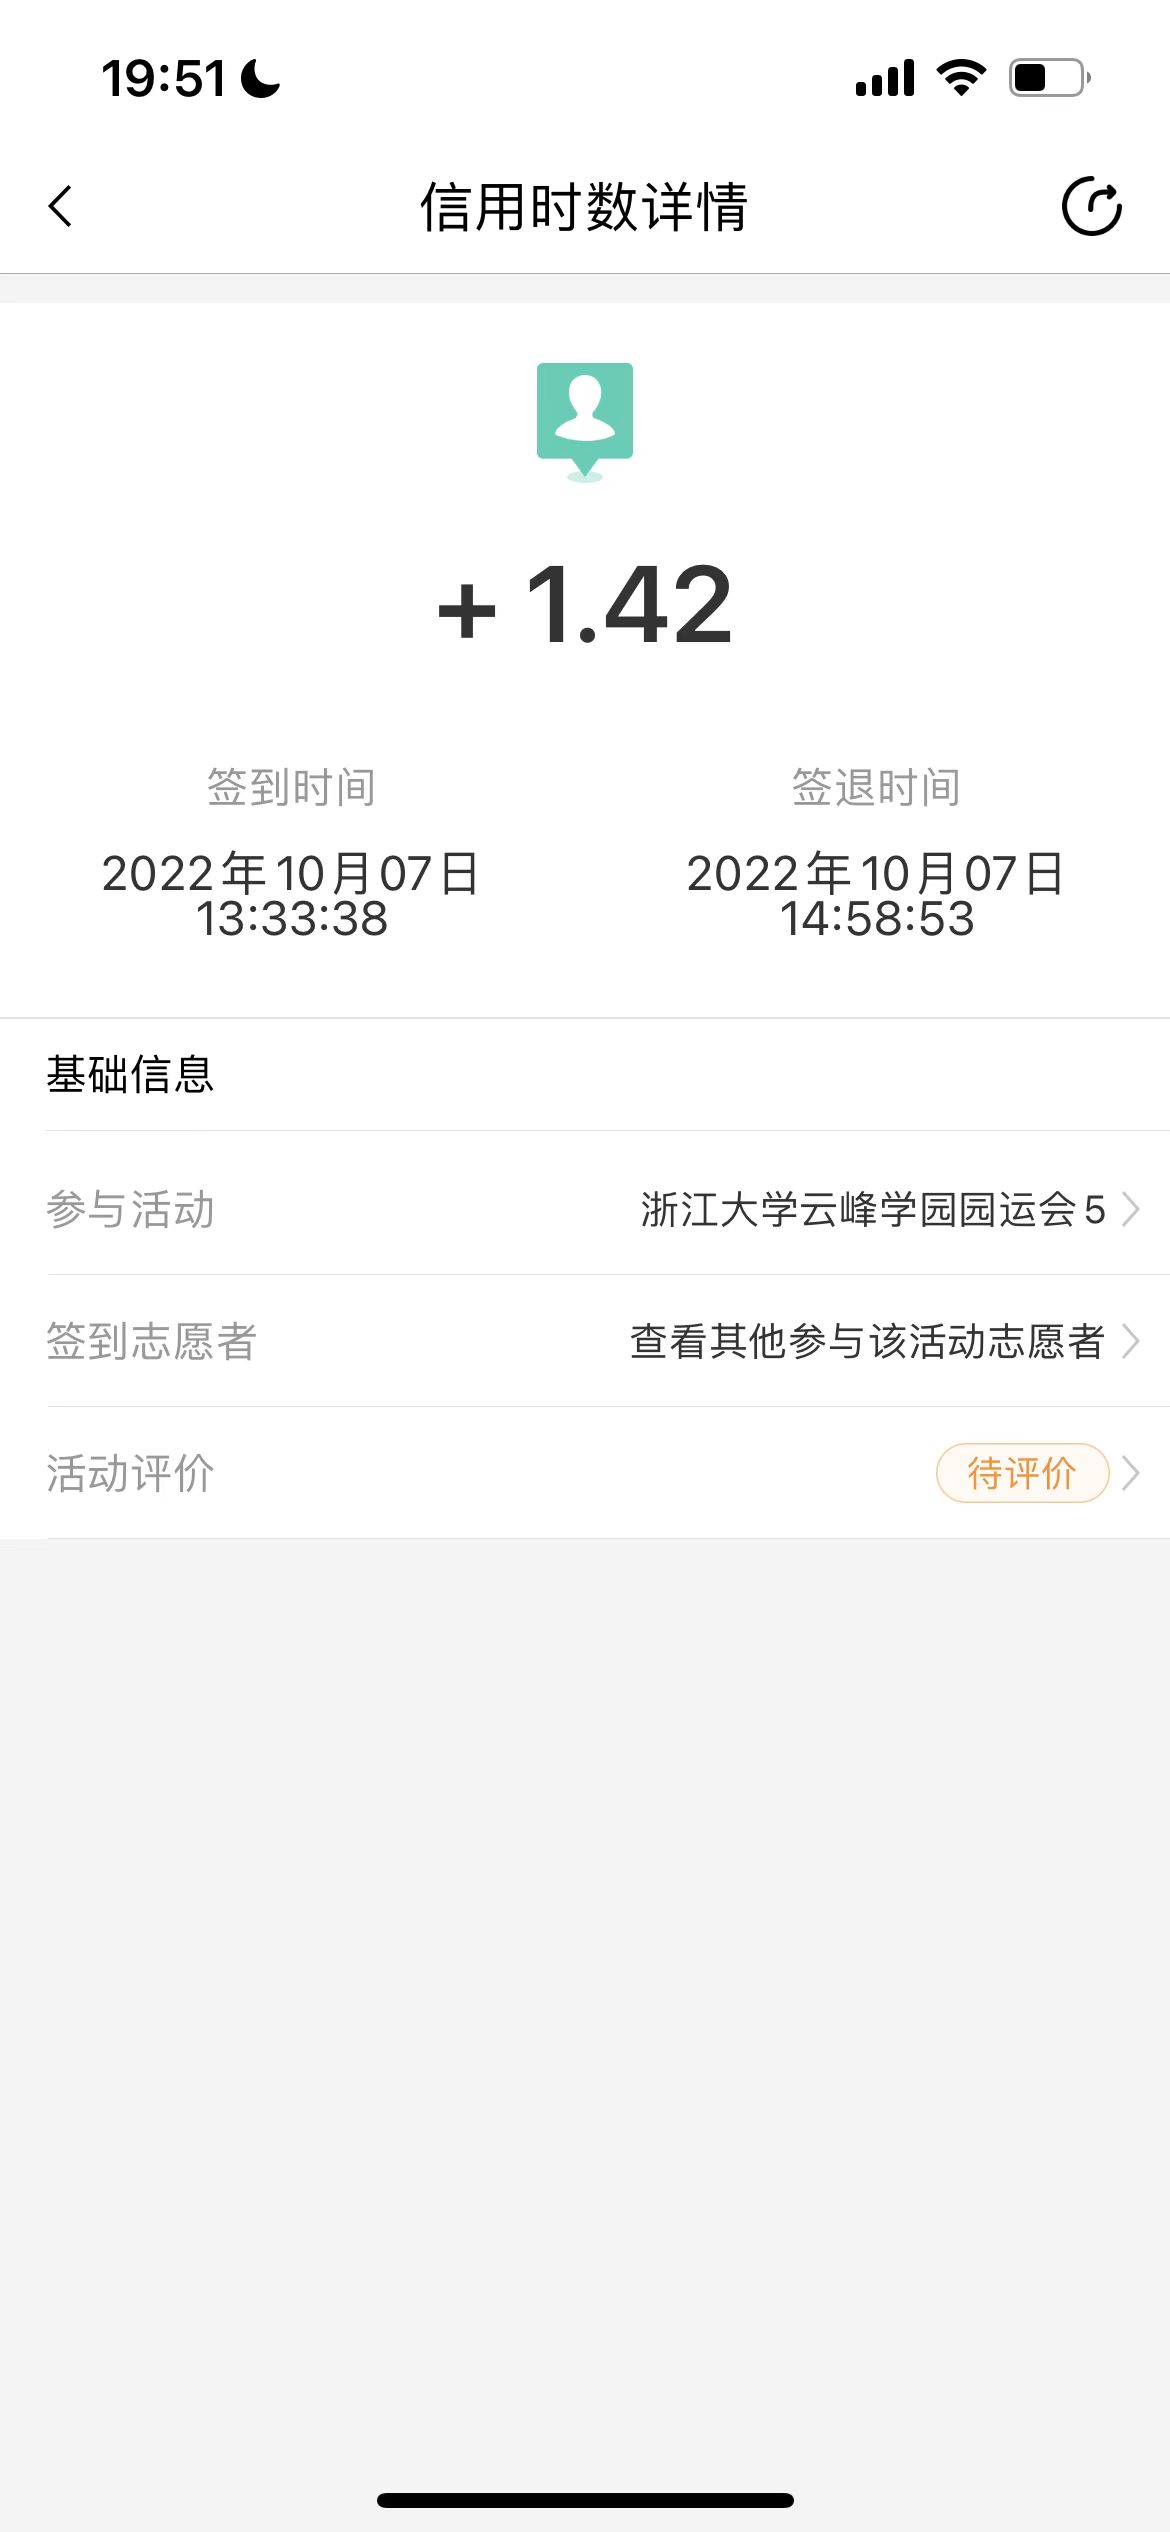 19:51
信用时数详情
+ 1.42
签到时间
签退时间
2022年10月07日
13:33:38
2022年10月07日
14:58:53
基础信息
参与活动
浙江大学云峰学园园运会5
签到志愿者
查看其他参与该活动志愿者
活动评价
待评价